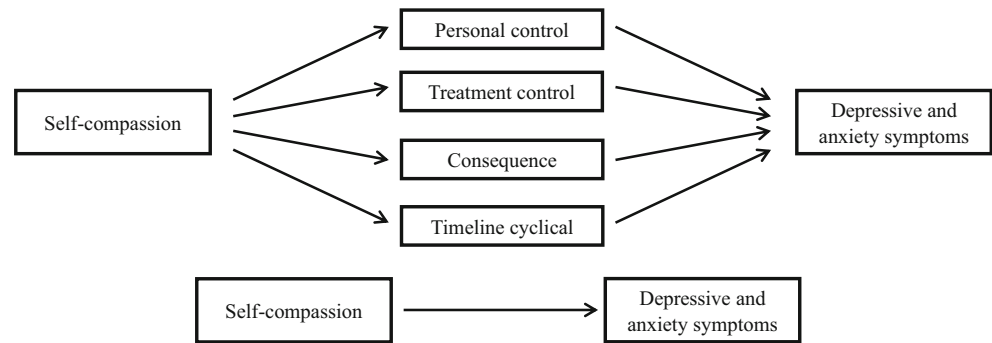 Personal control
Treatment control
Self-compassion
Depressive and
anxiety symptoms
Consequence
Timeline cyclical
Self-compassion
Depressive and
anxiety symptoms